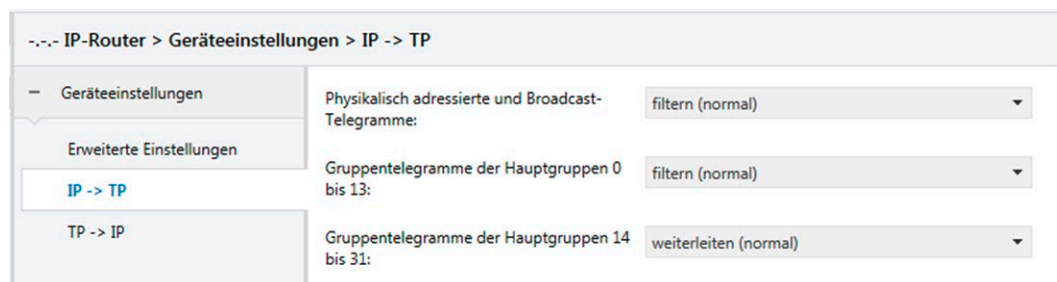 -.-.- IP-Router > Geräteeinstellungen > IP -> TP
− Geräteeinstellungen
Erweiterte Einstellungen
IP -> TP
TP -> IP
Physikalisch adressierte und Broadcast-
Telegramme:
filtern (normal)
Gruppentelegramme der Hauptgruppen 0
bis 13:
filtern (normal)
Gruppentelegramme der Hauptgruppen 14
bis 31:
weiterleiten (normal)